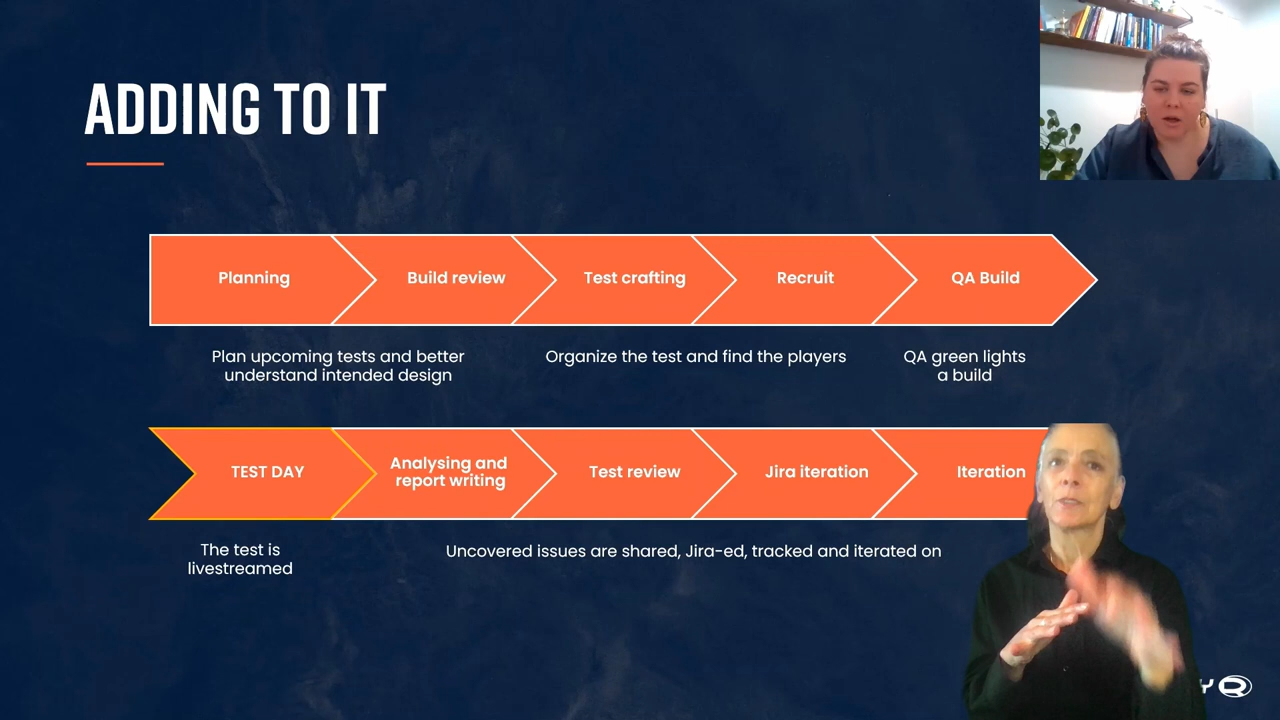 ADDING TO IT
Planning
Build review
Test crafting
Recruit
QA Build
Plan upcoming tests and better
understand intended design
Organize the test and find the players
QA green lights
a build
TEST DAY
Analysing and
report writing
Test review
Jira iteration
Iteration
The test is
livestreamed
Uncovered issues are shared, Jira-ed, tracked and iterated on